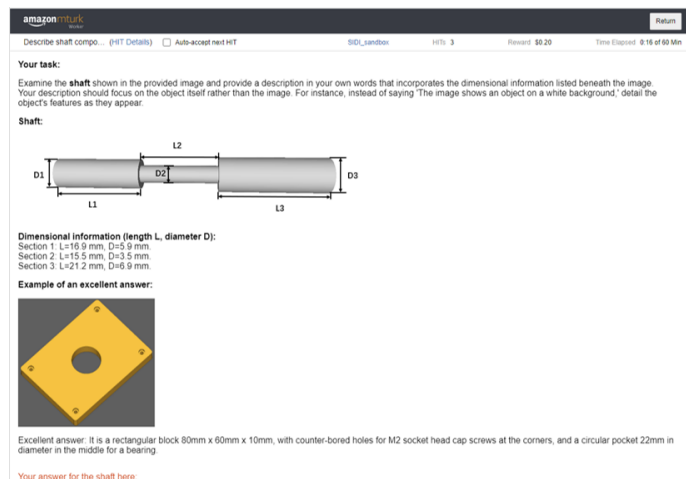 amazonmturk
Worker
Return
Describe shaft compo... (HIT Details) Auto-accept next HIT SIDI_sandbox HITs 3 Reward $0.20 Time Elapsed 0:16 of 60 Min
Your task:
Examine the shaft shown in the provided image and provide a description in your own words that incorporates the dimensional information listed beneath the image.
Your description should focus on the object itself rather than the image. For instance, instead of saying 'The image shows an object on a white background,' detail the
object's features as they appear.
Shaft:
L2
D1 D2 D3
L1 L3
Dimensional information (length L, diameter D):
Section 1: L=16.9 mm, D=5.9 mm.
Section 2: L=15.5 mm, D=3.5 mm.
Section 3: L=21.2 mm, D=6.9 mm.
Example of an excellent answer:
Excellent answer: It is a rectangular block 80mm x 60mm x 10mm, with counter-bored holes for M2 socket head cap screws at the corners, and a circular pocket 22mm in
diameter in the middle for a bearing.
Your answer for the shaft here: